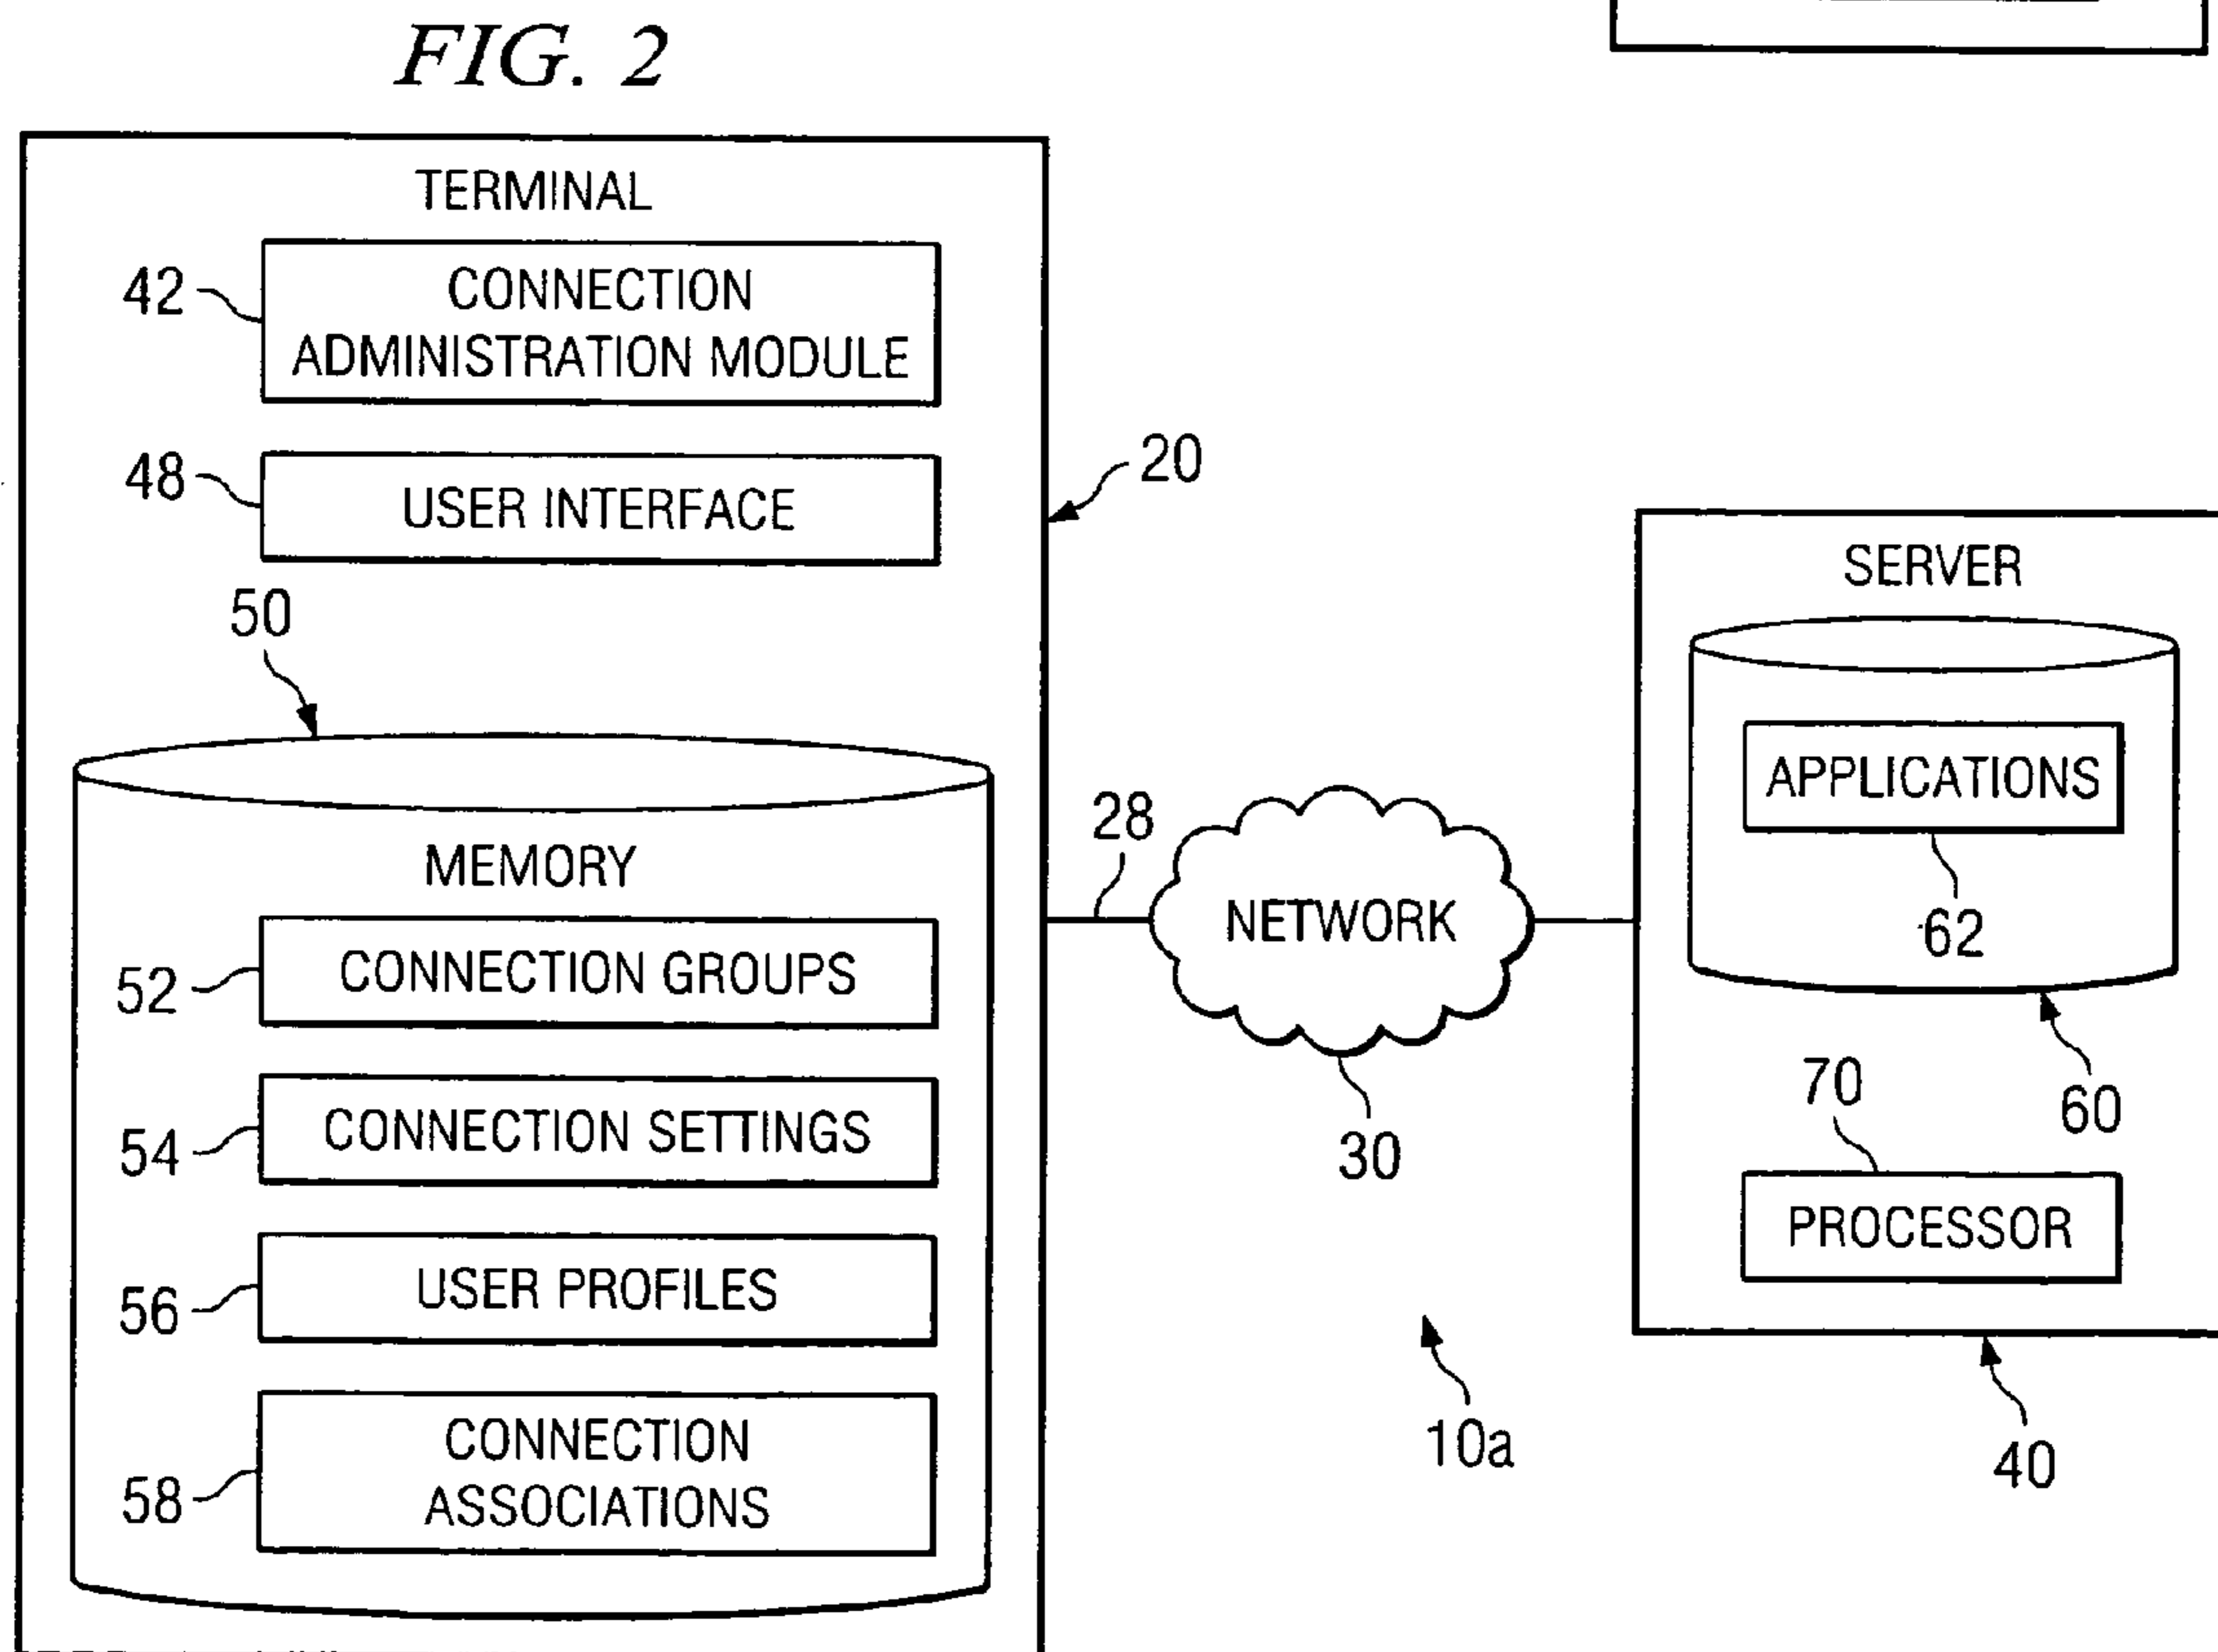 FIG. 2
TERMINAL
42
CONNECTION
ADMINISTRATION MODULE
48
USER INTERFACE
20
50
MEMORY
52
CONNECTION GROUPS
54
CONNECTION SETTINGS
56
USER PROFILES
58
CONNECTION
ASSOCIATIONS
28
NETWORK
30
10a
SERVER
APPLICATIONS
62
60
70
PROCESSOR
40